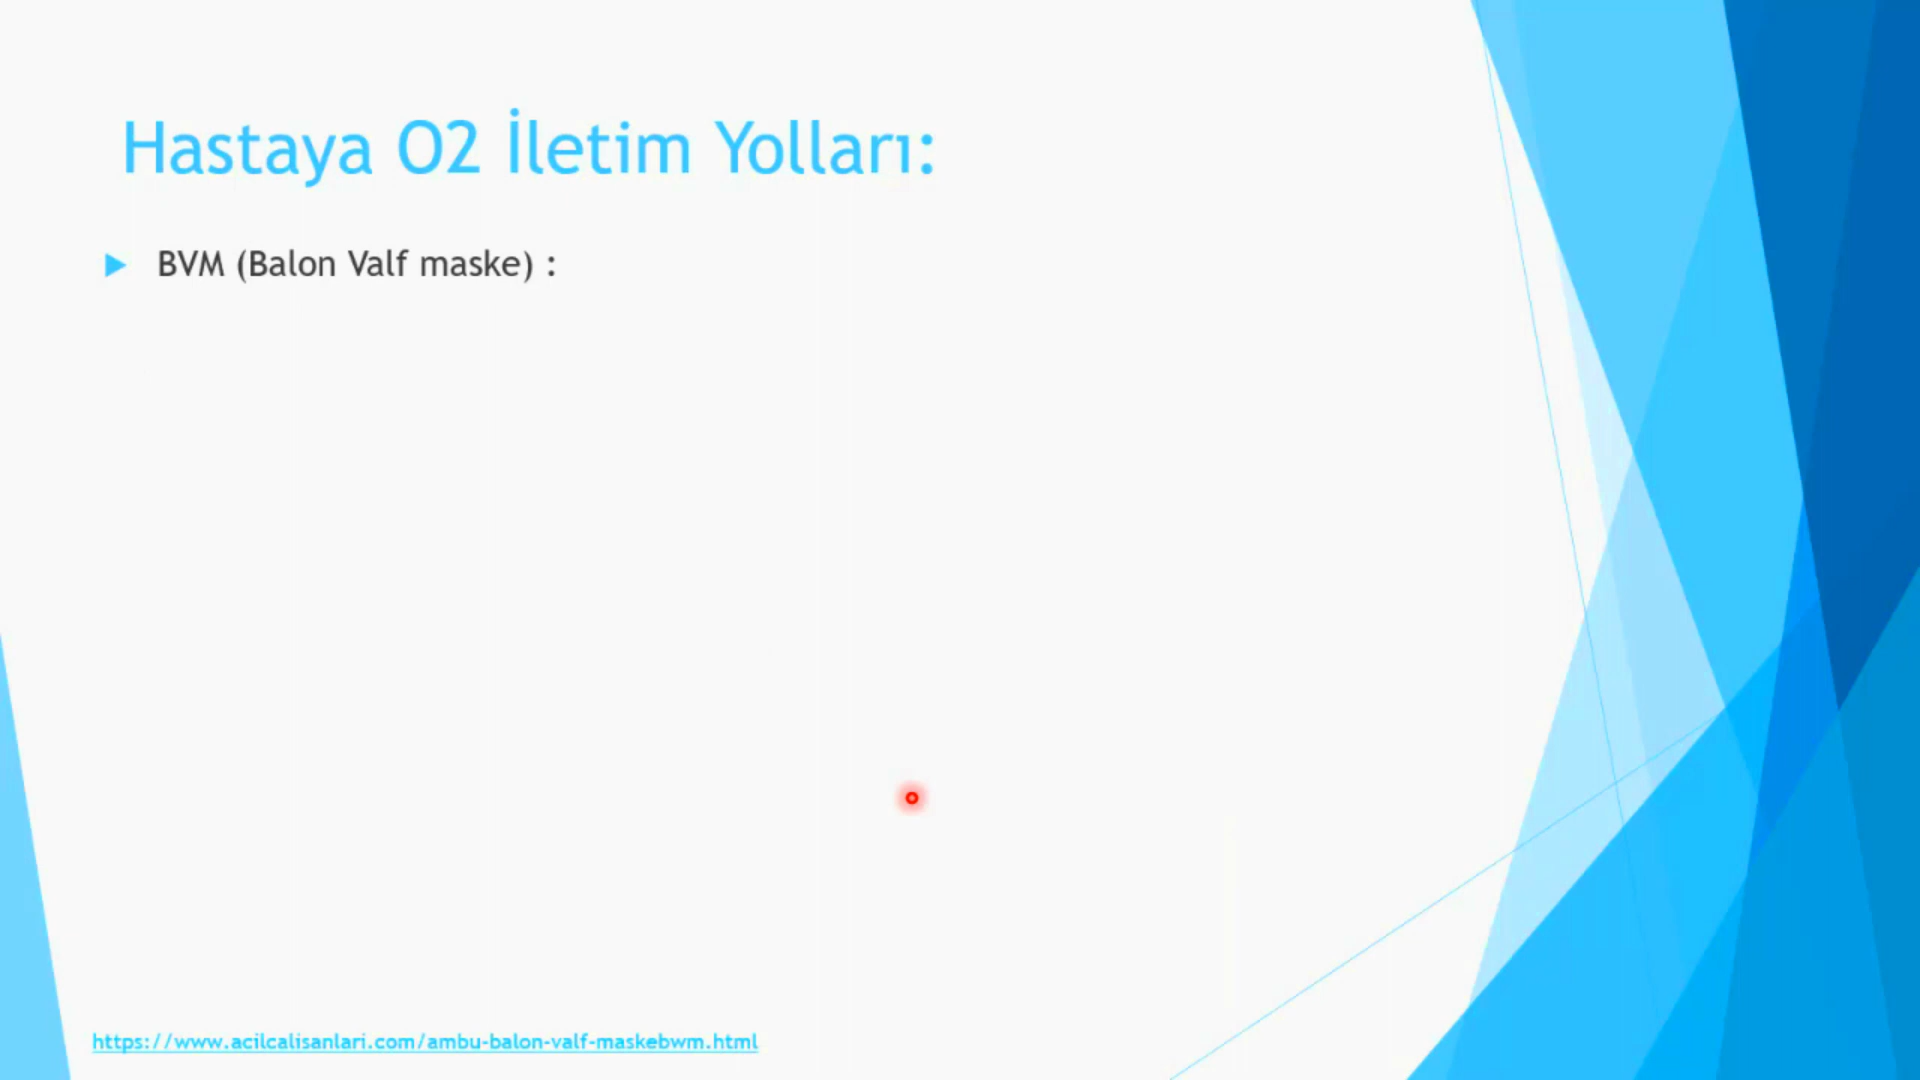 Hastaya O2 İletim Yolları:
BVM (Balon Valf maske) :
https://www.acilcalisanlari.com/ambu-balon-valf-maskebwm.html